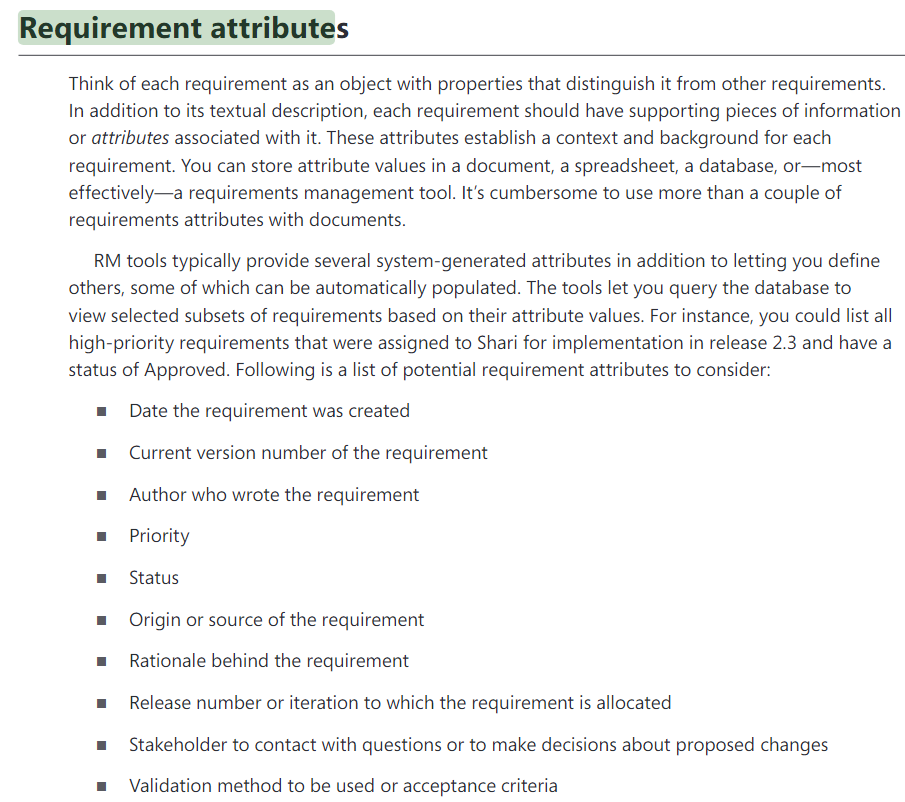 Requirement attributes
Think of each requirement as an object with properties that distinguish it from other requirements.
In addition to its textual description, each requirement should have supporting pieces of information
or attributes associated with it. These attributes establish a context and background for each
requirement. You can store attribute values in a document, a spreadsheet, a database, or—most
effectively—a requirements management tool. It’s cumbersome to use more than a couple of
requirements attributes with documents.
RM tools typically provide several system-generated attributes in addition to letting you define
others, some of which can be automatically populated. The tools let you query the database to
view selected subsets of requirements based on their attribute values. For instance, you could list all
high-priority requirements that were assigned to Shari for implementation in release 2.3 and have a
status of Approved. Following is a list of potential requirement attributes to consider:
■ Date the requirement was created
■ Current version number of the requirement
■ Author who wrote the requirement
■ Priority
■ Status
■ Origin or source of the requirement
■ Rationale behind the requirement
■ Release number or iteration to which the requirement is allocated
■ Stakeholder to contact with questions or to make decisions about proposed changes
■ Validation method to be used or acceptance criteria